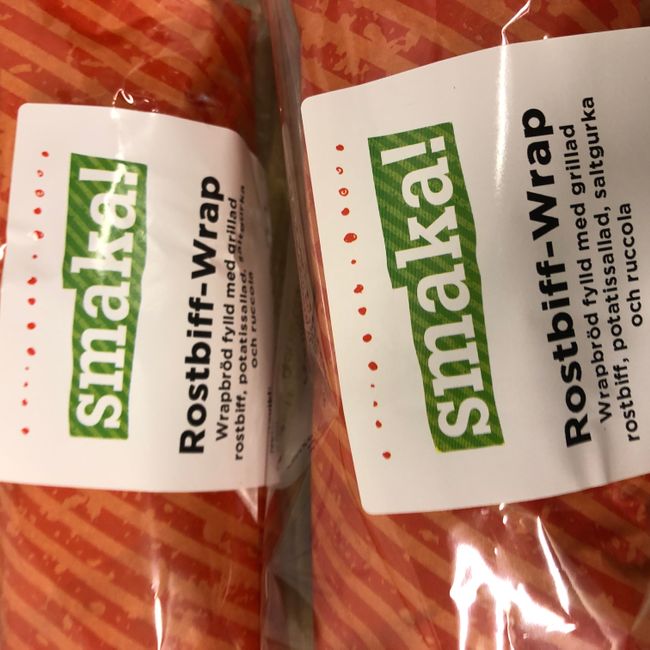 smaka!
Rostbiff-Wrap
Wrapbröd fylld med grillad
rostbiff, potatissallad, saltgurka
och ruccola
smaka!
Rostbiff-Wrap
Wrapbröd fylld med grillad
rostbiff, potatissallad, saltgurka
och ruccola